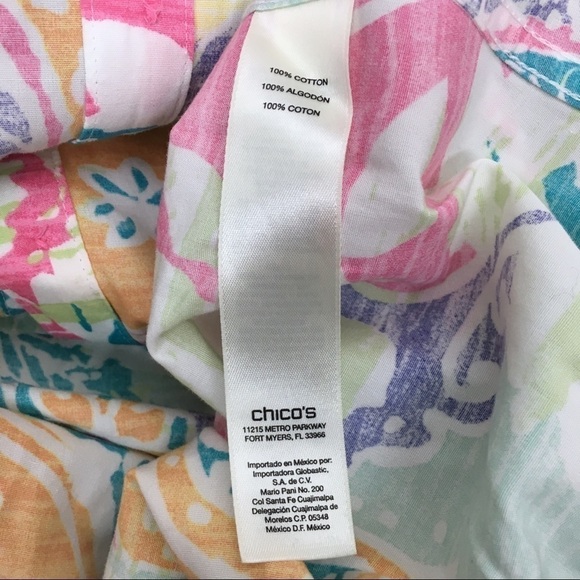 100% COTTON
100% ALGODÓN
100% COTON
chico's
11215 METRO PARKWAY
FORT MYERS, FL 33966
Importado en México por:
Importadora Globastic,
S.A. de C.V.
Mario Pani No. 200
Col Santa Fe Cuajimalpa
Delegación Cuajimalpa de
Morelos C.P. 05348
México D.F. México